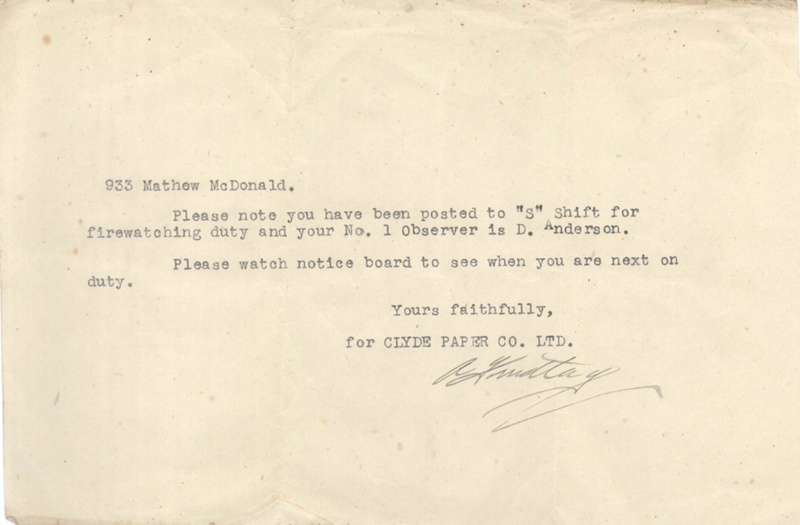 933 Mathew McDonald.
Please note you have been posted to "S" Shift for
firewatching duty and your No. 1 Observer is D. Anderson.
Please watch notice board to see when you are next on
duty.
Yours faithfully,
for CLYDE PAPER CO. LTD.